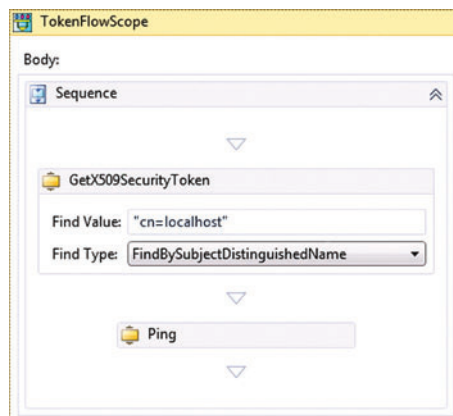 TokenFlowScope
Body:
Sequence
GetX509SecurityToken
Find Value: "cn=localhost"
Find Type: FindBySubjectDistinguishedName
Ping